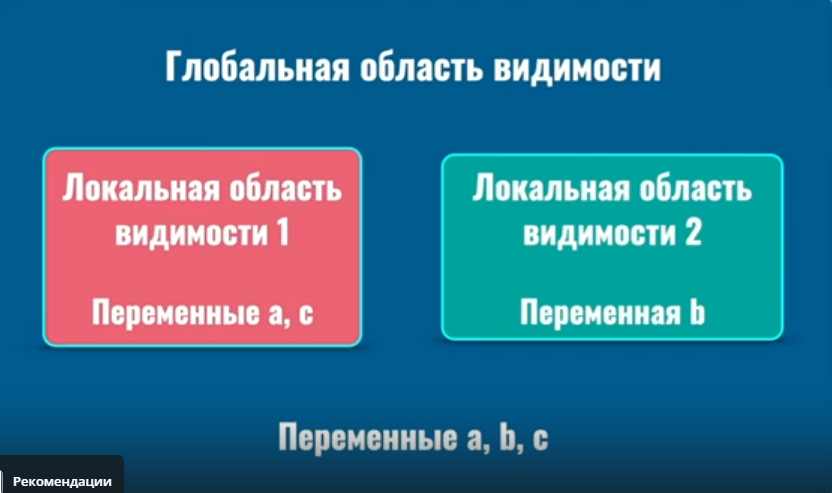 Глобальная область видимости
Локальная область
видимости 1
Переменные a, c
Локальная область
видимости 2
Переменная b
Переменные a, b, c
Рекомендации